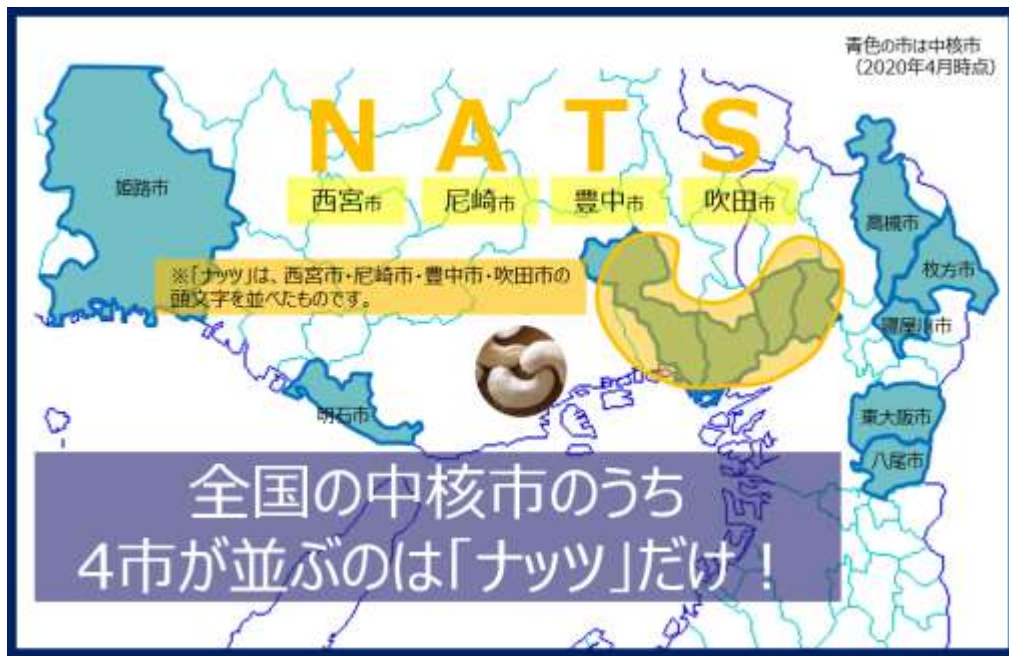 青色の市は中核市
(2020年4月時点)
N A T S
西宮市 尼崎市 豊中市 吹田市
姫路市
高槻市
枚方市
※「ナッツ」は、西宮市・尼崎市・豊中市・吹田市の
頭文字を並べたものです。
寝屋川市
明石市
東大阪市
八尾市
全国の中核市のうち
4市が並ぶのは「ナッツ」だけ！